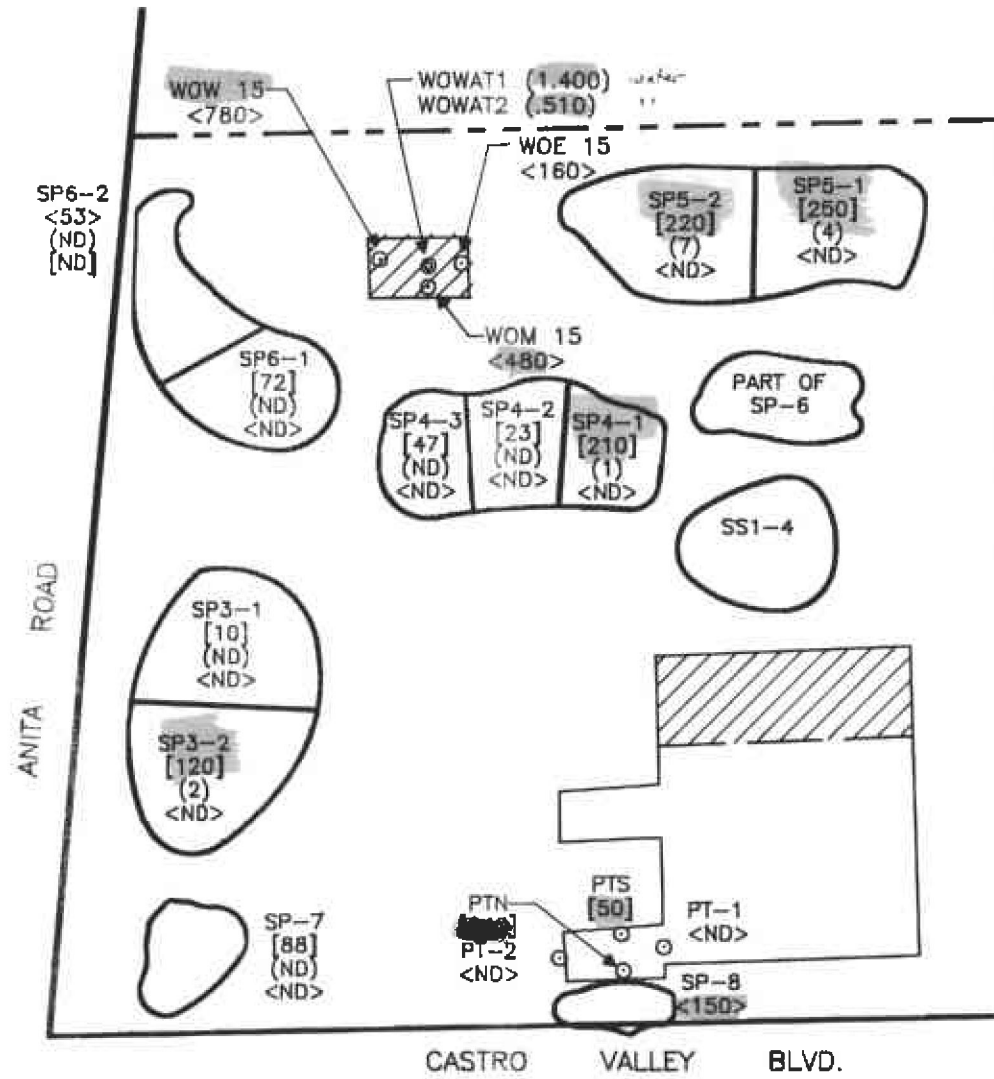 WOW 15
<780>
WOWAT1 (1.400) water
WOWAT2 (.510) "
WOE 15
<160>
SP6-2
<53>
(ND)
[ND]
SP5-2
[220]
(7)
<ND>
SP5-1
[250]
(4)
<ND>
WOM 15
<480>
SP6-1
[72]
(ND)
<ND>
SP4-3
[47]
(ND)
<ND>
SP4-2
[23]
(ND)
<ND>
SP4-1
[210]
(1)
<ND>
PART OF
SP-6
SS1-4
ANITA ROAD
SP3-1
[10]
(ND)
<ND>
SP3-2
[120]
(2)
<ND>
SP-7
[88]
(ND)
<ND>
PTN
PT-2
<ND>
PTS
[50]
PT-1
<ND>
SP-8
<150>
CASTRO VALLEY BLVD.